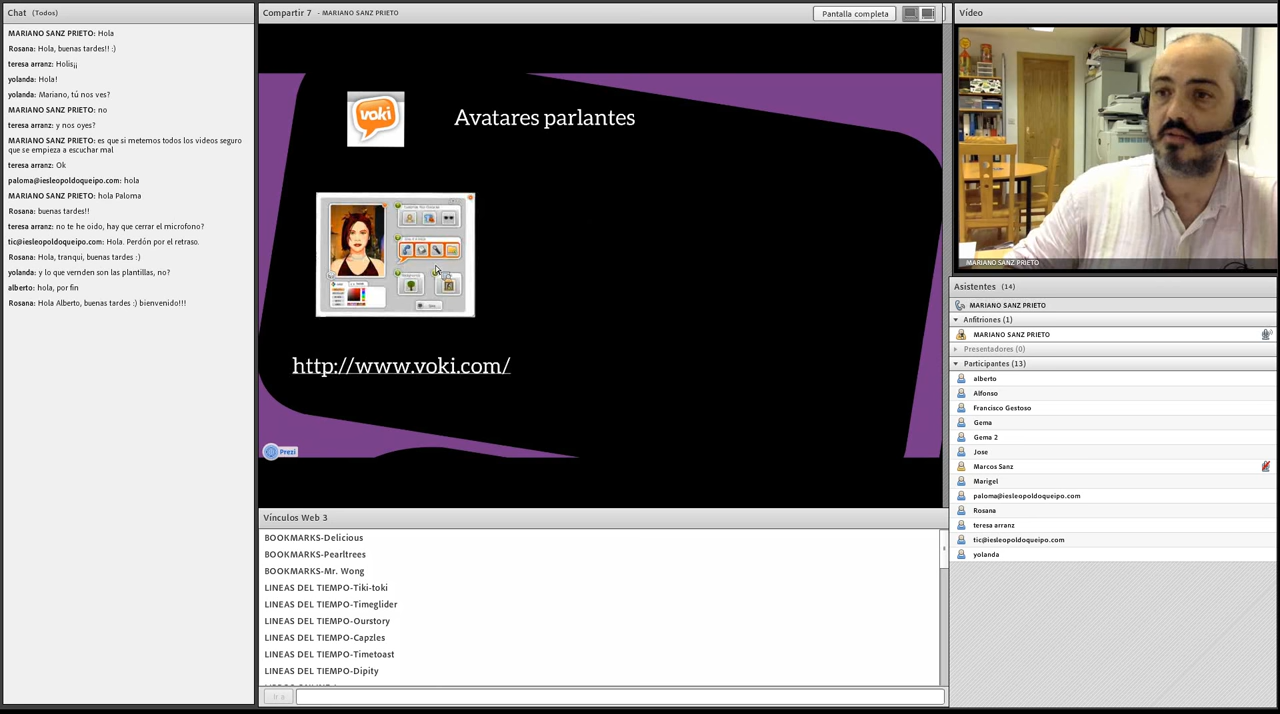 Chat (Todos)
MARIANO SANZ PRIETO: Hola
Rosana: Hola, buenas tardes!! :)
teresa arranz: Holis¡¡
yolanda: Hola!
yolanda: Mariano, tú nos ves?
MARIANO SANZ PRIETO: no
teresa arranz: y nos oyes?
MARIANO SANZ PRIETO: es que si metemos todos los videos seguro
que se empieza a escuchar mal
teresa arranz: Ok
paloma@iesleopoldoqueipo.com: hola
MARIANO SANZ PRIETO: hola Paloma
Rosana: buenas tardes!!
teresa arranz: no te he oido, hay que cerrar el microfono?
tic@iesleopoldoqueipo.com: Hola. Perdón por el retraso.
Rosana: Hola, tranqui, buenas tardes :)
yolanda: y lo que vernden son las plantillas, no?
alberto: hola, por fin
Rosana: Hola Alberto, buenas tardes :) bienvenido!!!
Compartir 7 - MARIANO SANZ PRIETO
Pantalla completa
voki
Avatares parlantes
http://www.voki.com/
Prezi
Vínculos Web 3
BOOKMARKS-Delicious
BOOKMARKS-Pearltrees
BOOKMARKS-Mr. Wong
LINEAS DEL TIEMPO-Tiki-toki
LINEAS DEL TIEMPO-Timeglider
LINEAS DEL TIEMPO-Ourstory
LINEAS DEL TIEMPO-Capzles
LINEAS DEL TIEMPO-Timetoast
LINEAS DEL TIEMPO-Dipity
Ir a
Vídeo
MARIANO SANZ PRIETO
Asistentes (14)
MARIANO SANZ PRIETO
Anfitriones (1)
MARIANO SANZ PRIETO
Presentadores (0)
Participantes (13)
alberto
Alfonso
Francisco Gestoso
Gema
Gema 2
Jose
Marcos Sanz
Marigel
paloma@iesleopoldoqueipo.com
Rosana
teresa arranz
tic@iesleopoldoqueipo.com
yolanda